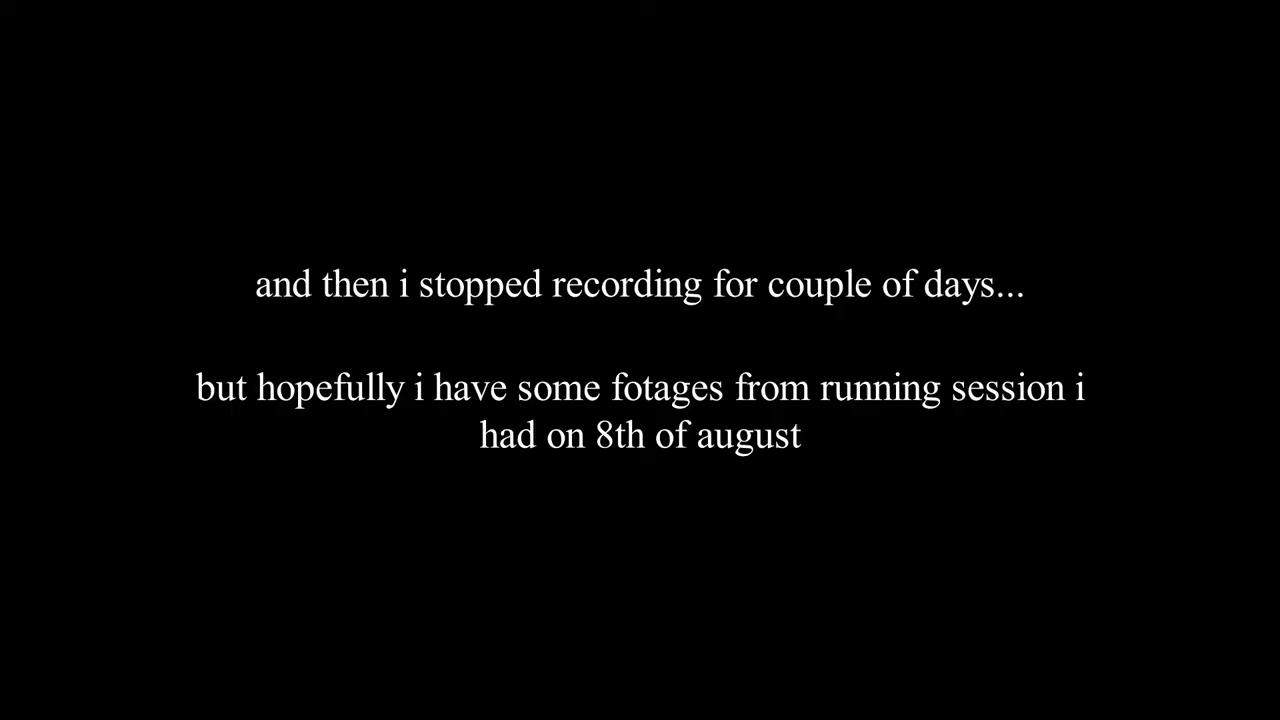 and then i stopped recording for couple of days...
but hopefully i have some fotages from running session i
had on 8th of august